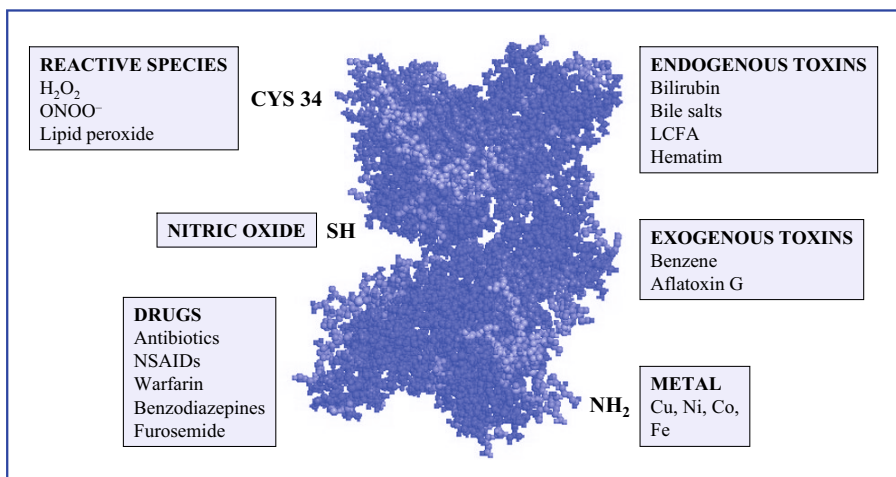 REACTIVE SPECIES
H₂O₂
ONOO⁻
Lipid peroxide
CYS 34
ENDOGENOUS TOXINS
Bilirubin
Bile salts
LCFA
Hematim
NITRIC OXIDE
SH
EXOGENOUS TOXINS
Benzene
Aflatoxin G
DRUGS
Antibiotics
NSAIDs
Warfarin
Benzodiazepines
Furosemide
NH₂
METAL
Cu, Ni, Co,
Fe